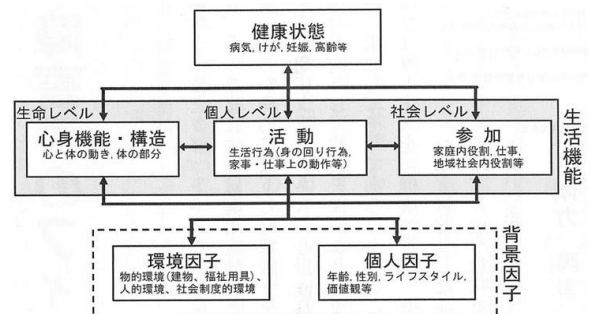 健康状態
病気, けが, 妊娠, 高齢等
生命レベル
個人レベル
社会レベル
心身機能・構造
心と体の動き, 体の部分
活 動
生活行為(身の回り行為,
家事・仕事上の動作等)
参 加
家庭内役割, 仕事,
地域社会内役割等
生活機能
環境因子
物的環境(建物、福祉用具)、
人的環境、社会制度的環境
個人因子
年齢, 性別, ライフスタイル,
価値観等
背景因子